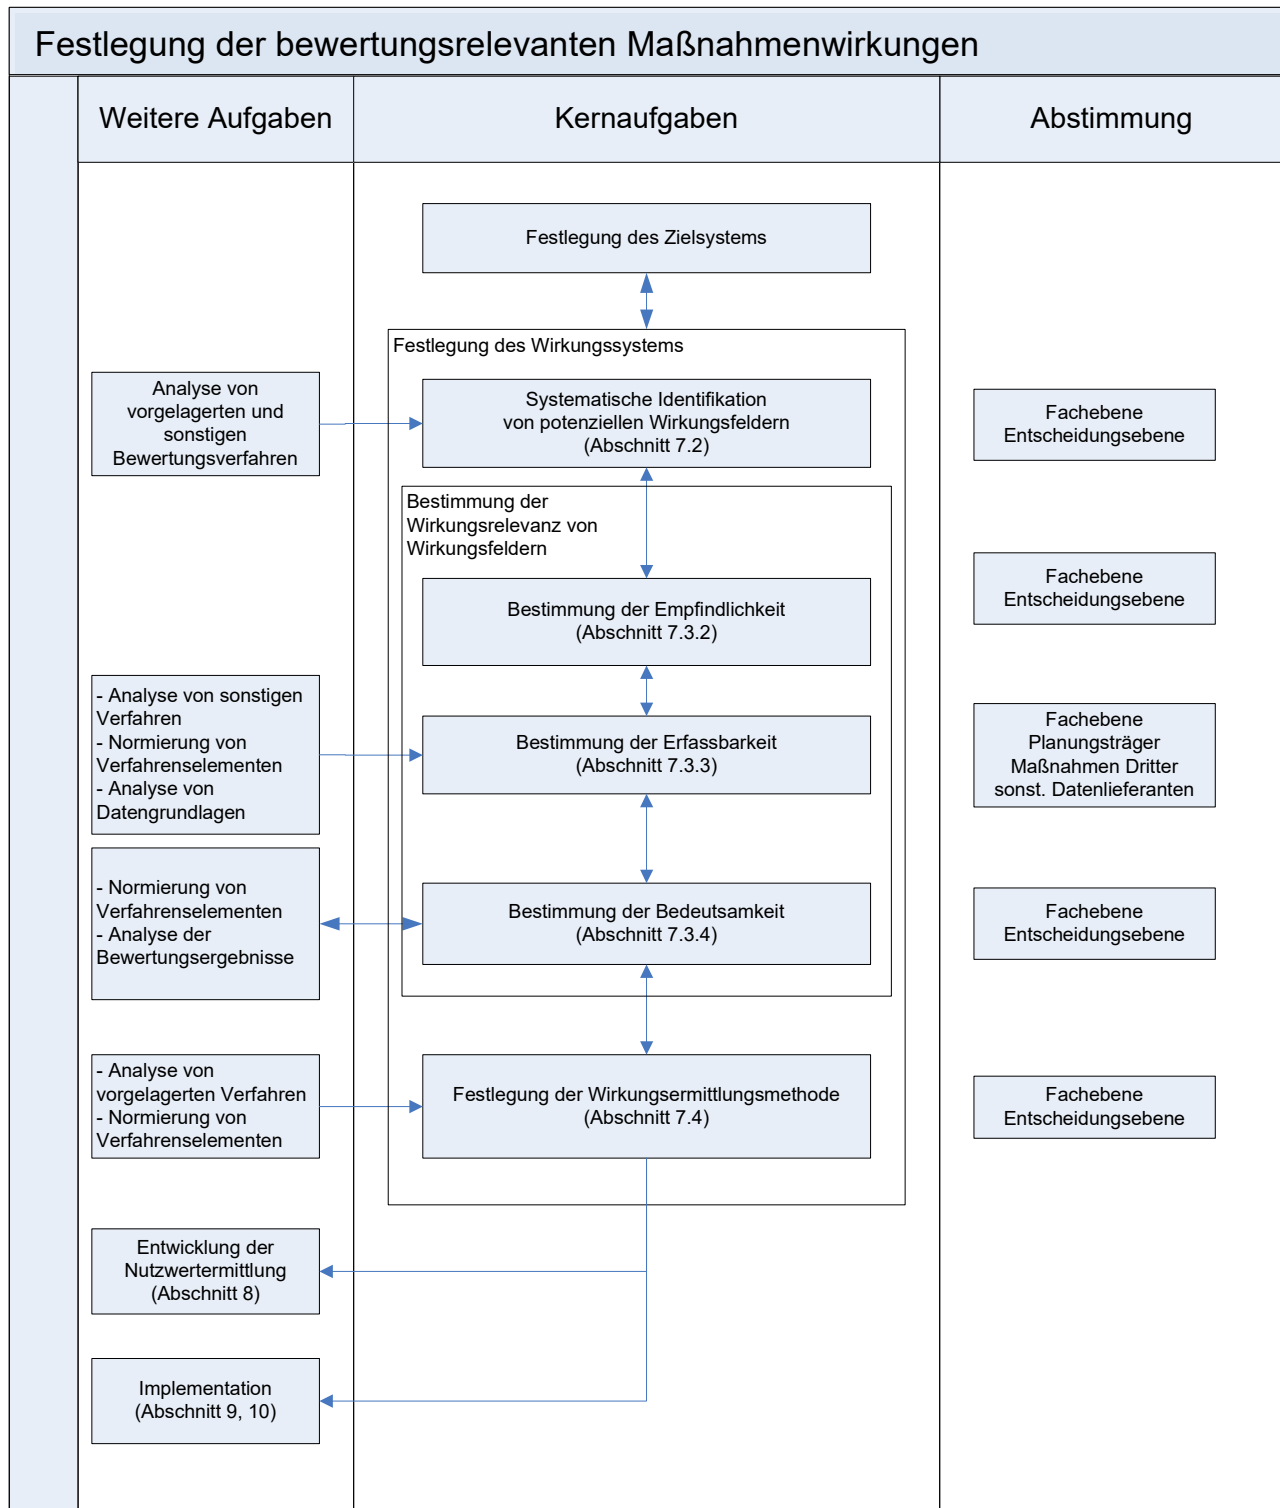 Festlegung der bewertungsrelevanten Maßnahmenwirkungen
Weitere Aufgaben
Kernaufgaben
Abstimmung
Festlegung des Zielsystems
Festlegung des Wirkungssystems
Analyse von
vorgelagerten und
sonstigen
Bewertungsverfahren
Systematische Identifikation
von potenziellen Wirkungsfeldern
(Abschnitt 7.2)
Fachebene
Entscheidungsebene
Bestimmung der
Wirkungsrelevanz von
Wirkungsfeldern
Bestimmung der Empfindlichkeit
(Abschnitt 7.3.2)
Fachebene
Entscheidungsebene
- Analyse von sonstigen
Verfahren
- Normierung von
Verfahrenselementen
- Analyse von
Datengrundlagen
Bestimmung der Erfassbarkeit
(Abschnitt 7.3.3)
Fachebene
Planungsträger
Maßnahmen Dritter
sonst. Datenlieferanten
- Normierung von
Verfahrenselementen
- Analyse der
Bewertungsergebnisse
Bestimmung der Bedeutsamkeit
(Abschnitt 7.3.4)
Fachebene
Entscheidungsebene
- Analyse von
vorgelagerten Verfahren
- Normierung von
Verfahrenselementen
Festlegung der Wirkungsermittlungsmethode
(Abschnitt 7.4)
Fachebene
Entscheidungsebene
Entwicklung der
Nutzwertermittlung
(Abschnitt 8)
Implementation
(Abschnitt 9, 10)